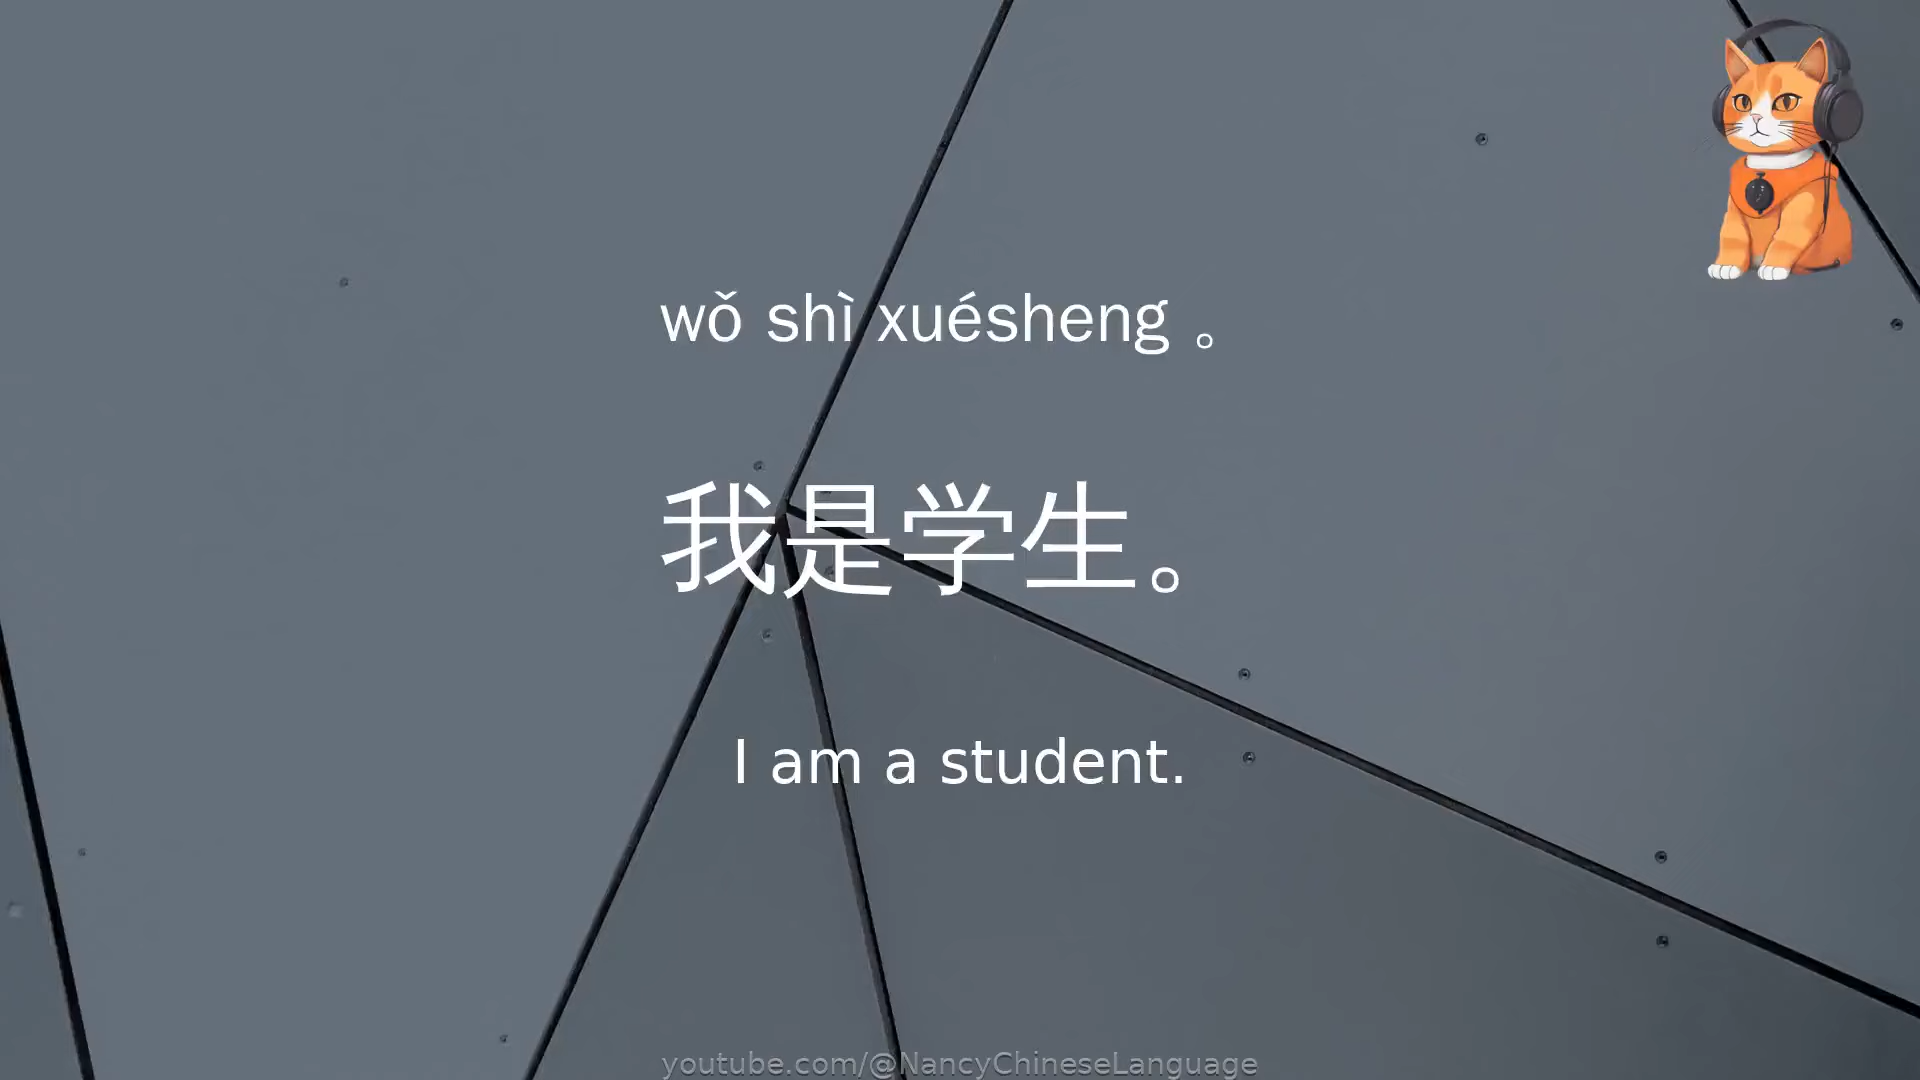 wǒ shì xuésheng 。
我是学生。
I am a student.
youtube.com/@NancyChineseLanguage